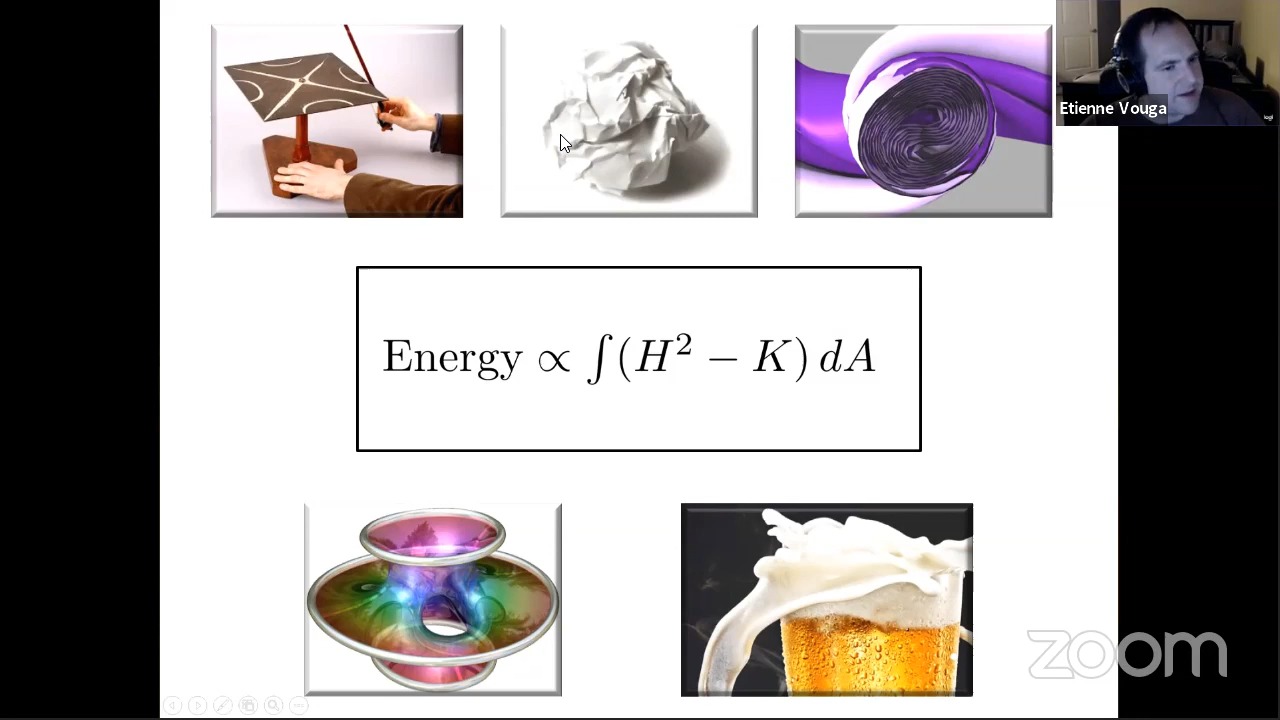 Etienne Vouga
Energy ∝ ∫(H² − K) dA
zoom